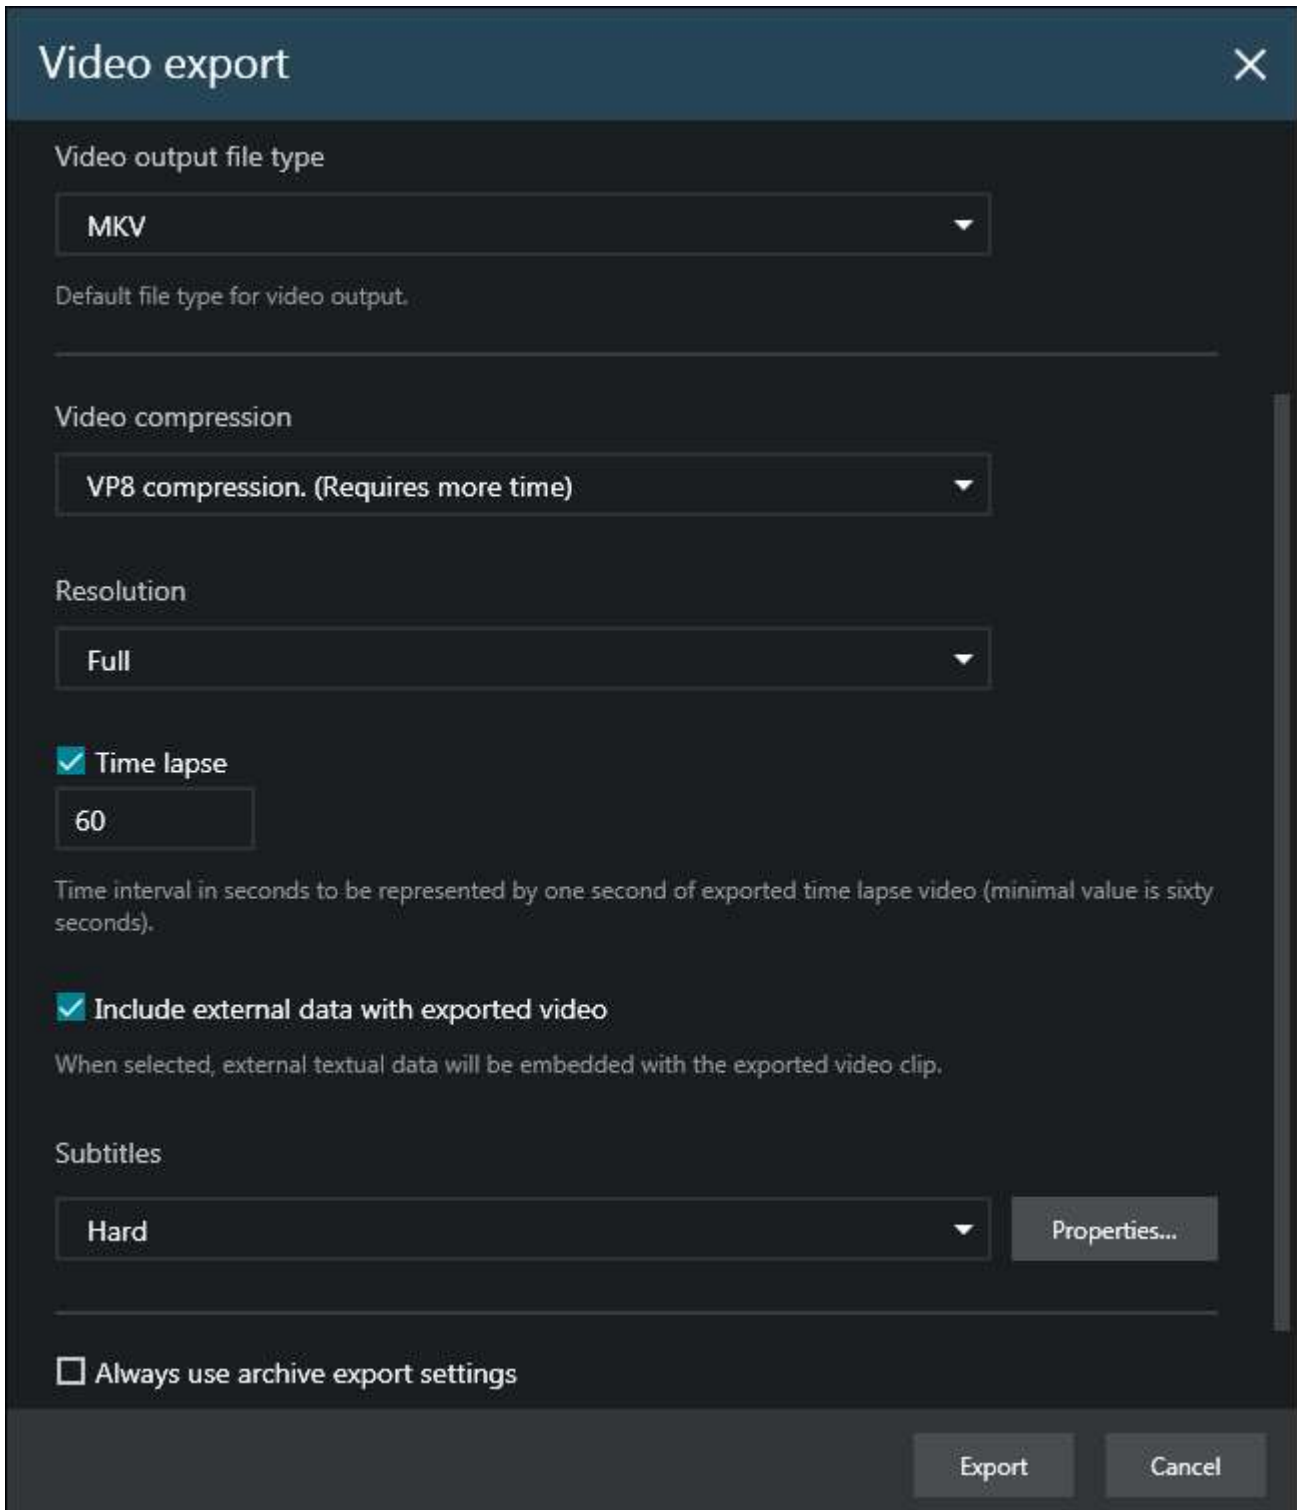 Video export
Video output file type
MKV
Default file type for video output.
Video compression
VP8 compression. (Requires more time)
Resolution
Full
Time lapse
60
Time interval in seconds to be represented by one second of exported time lapse video (minimal value is sixty
seconds).
Include external data with exported video
When selected, external textual data will be embedded with the exported video clip.
Subtitles
Hard
Properties...
Always use archive export settings
Export
Cancel